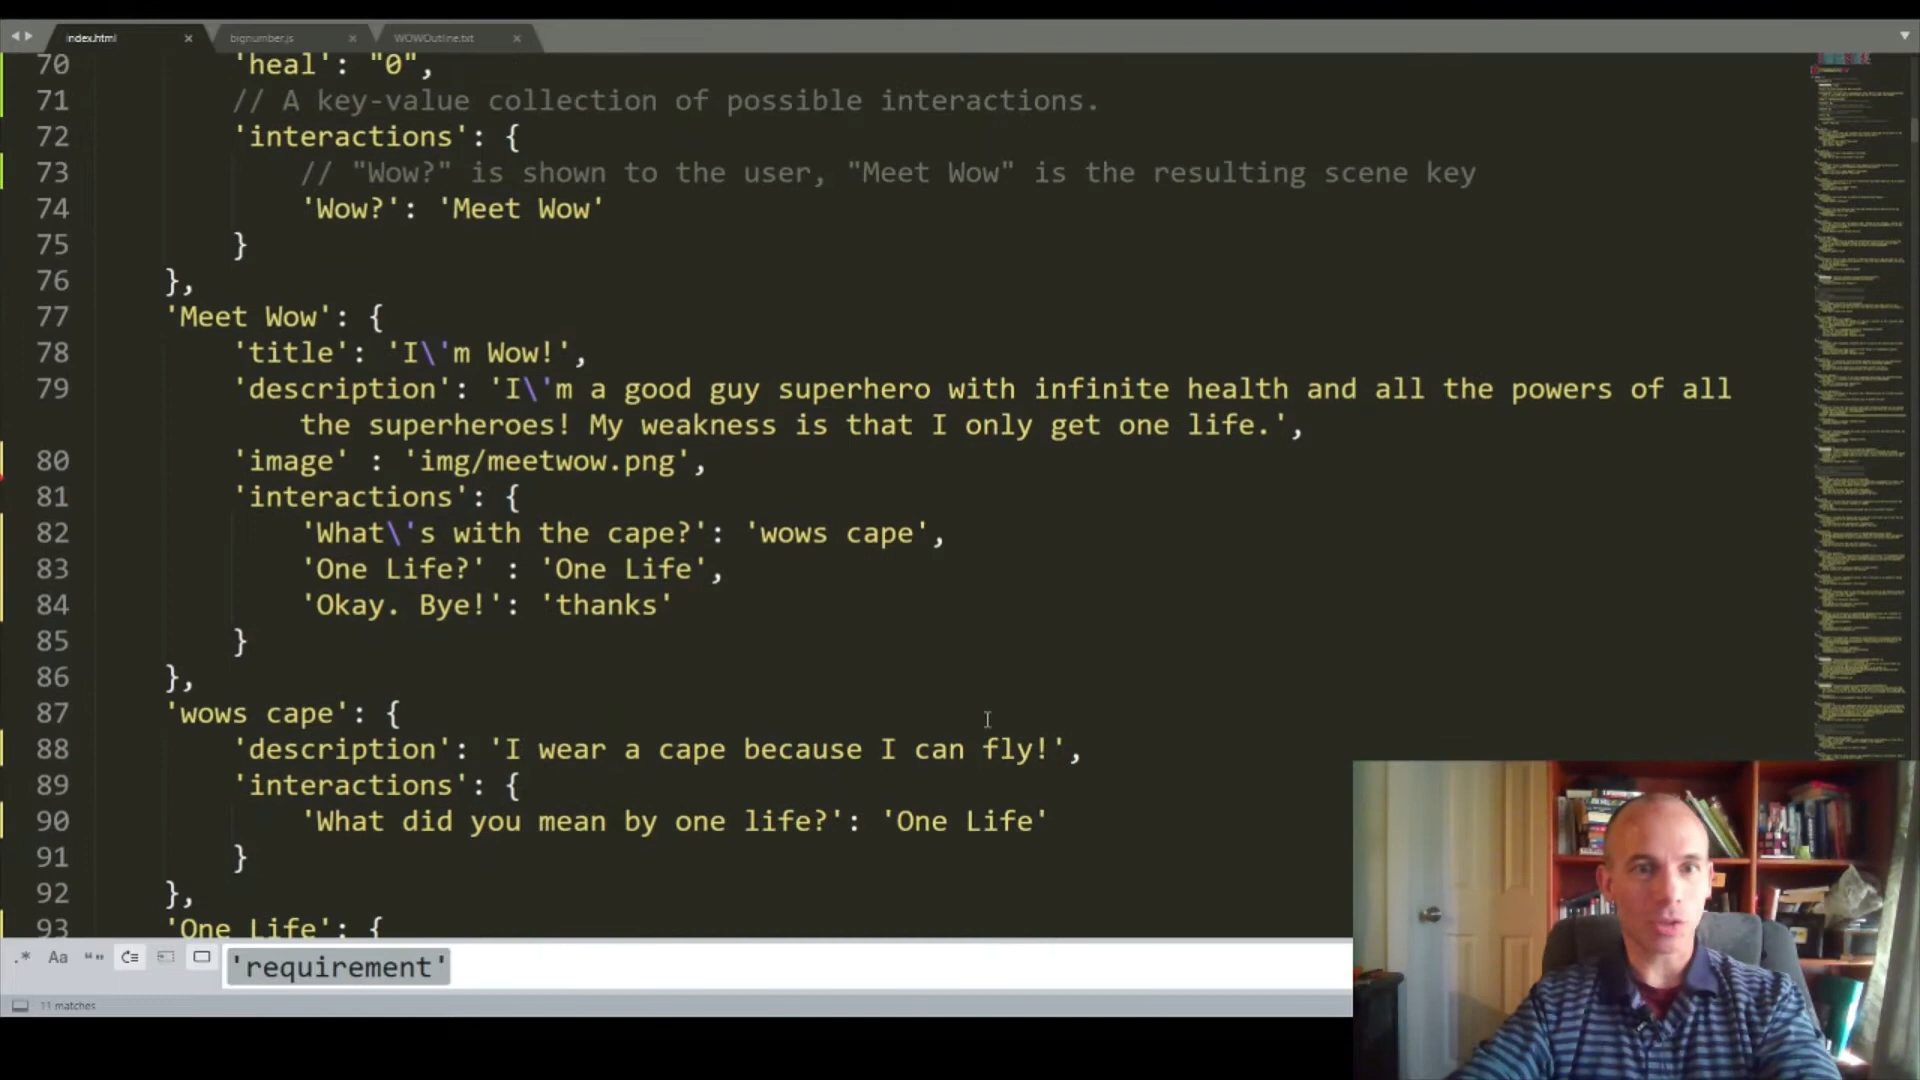 index.html bignumber.js WOWOutline.txt
70 'heal': "0",
71 // A key-value collection of possible interactions.
72 'interactions': {
73 // "Wow?" is shown to the user, "Meet Wow" is the resulting scene key
74 'Wow?': 'Meet Wow'
75 }
76 },
77 'Meet Wow': {
78 'title': 'I\'m Wow!',
79 'description': 'I\'m a good guy superhero with infinite health and all the powers of all
the superheroes! My weakness is that I only get one life.',
80 'image' : 'img/meetwow.png',
81 'interactions': {
82 'What\'s with the cape?': 'wows cape',
83 'One Life?' : 'One Life',
84 'Okay. Bye!': 'thanks'
85 }
86 },
87 'wows cape': {
88 'description': 'I wear a cape because I can fly!',
89 'interactions': {
90 'What did you mean by one life?': 'One Life'
91 }
92 },
93 'One Life': {
.* Aa “” 'requirement'
11 matches